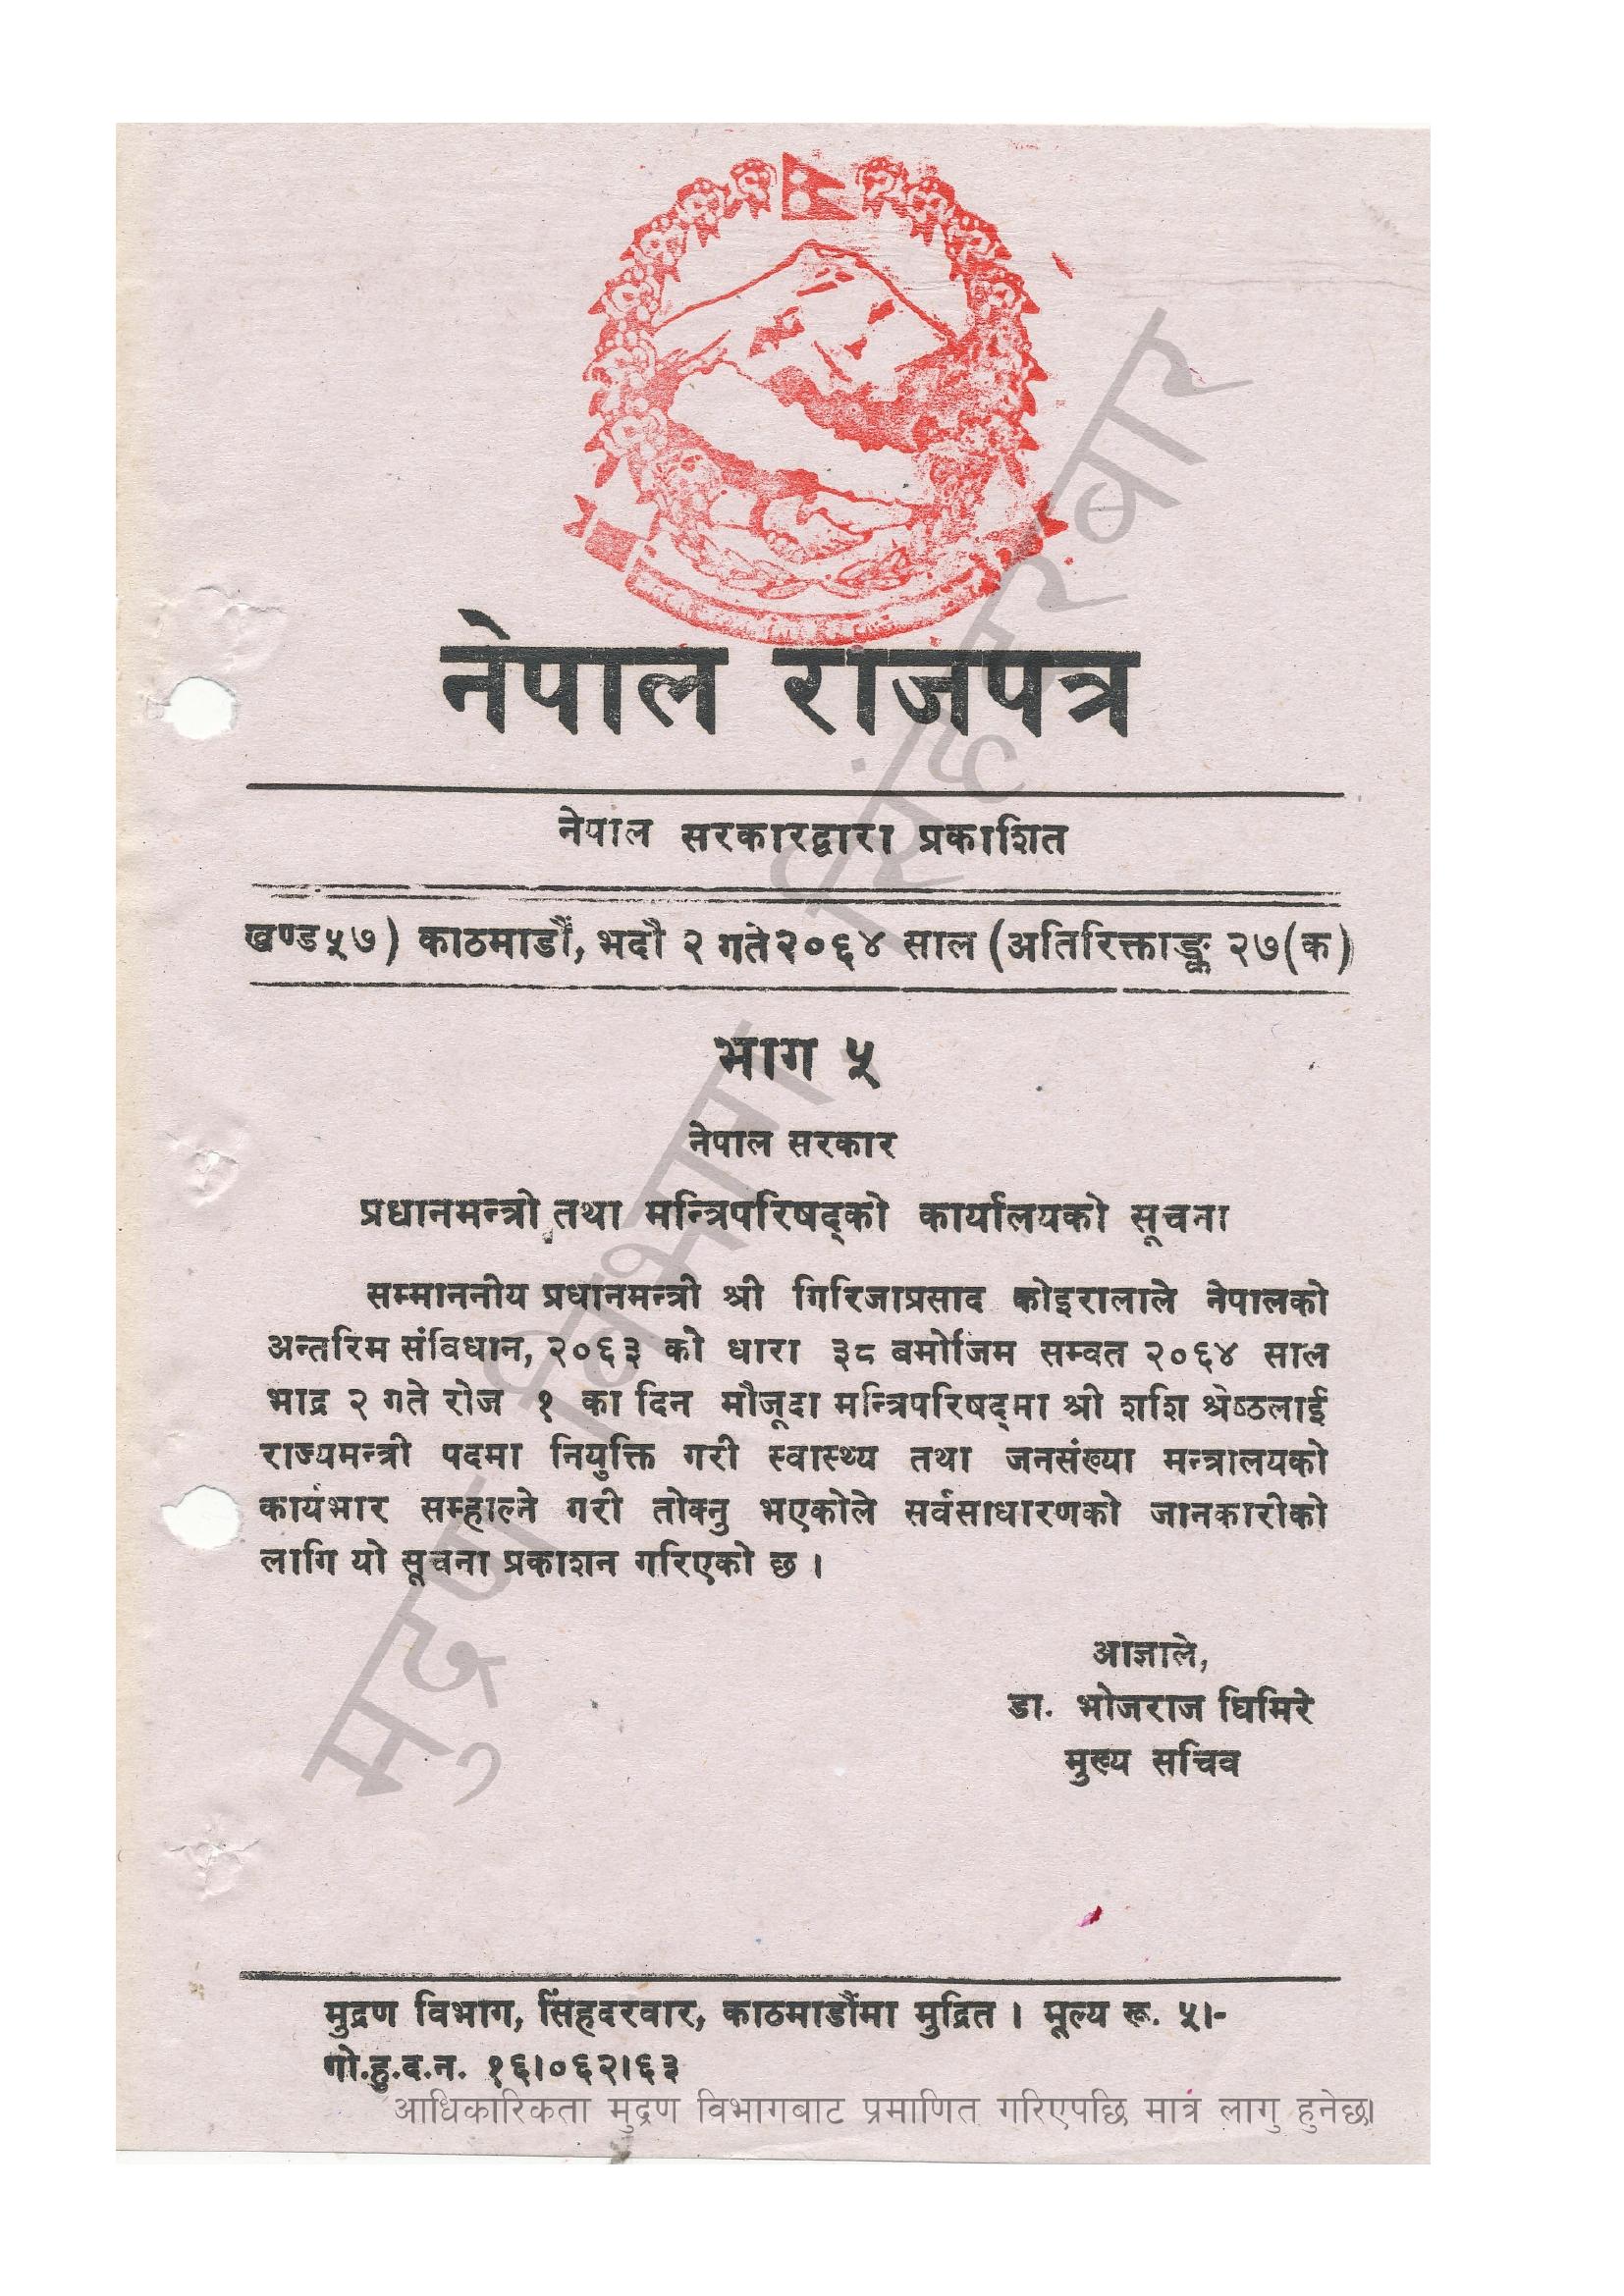 नेपाल राजपत्र
नेपाल सरकारद्वारा प्रकाशित
खण्ड ५७) काठमाडौं, भदौ २ गते २०६४ साल (अतिरिक्ताङ्क २७(क)
भाग ५
नेपाल सरकार
प्रधानमन्त्री तथा मन्त्रिपरिषद्को कार्यालयको सूचना
सम्माननीय प्रधानमन्त्री श्री गिरिजाप्रसाद कोइरालाले नेपालको
अन्तरिम संविधान, २०६३ को धारा ३८ बमोजिम सम्वत २०६४ साल
भाद्र २ गते रोज १ का दिन मौजूदा मन्त्रिपरिषद्मा श्री शशि श्रेष्ठलाई
राज्यमन्त्री पदमा नियुक्ति गरी स्वास्थ्य तथा जनसंख्या मन्त्रालयको
कार्यभार सम्हाल्ने गरी तोक्नु भएकोले सर्वसाधारणको जानकारीको
लागि यो सूचना प्रकाशन गरिएको छ ।
आज्ञाले,
डा. भोजराज घिमिरे
मुख्य सचिव
मुद्रण विभाग, सिंहदरवार, काठमाडौंमा मुद्रित । मूल्य रू. ५।-
गो.हु.द.न. १६।०६२।६३
आधिकारिकता मुद्रण विभागबाट प्रमाणित गरिएपछि मात्र लागु हुनेछ।
मुद्रण विभाग, सिंहदरवार